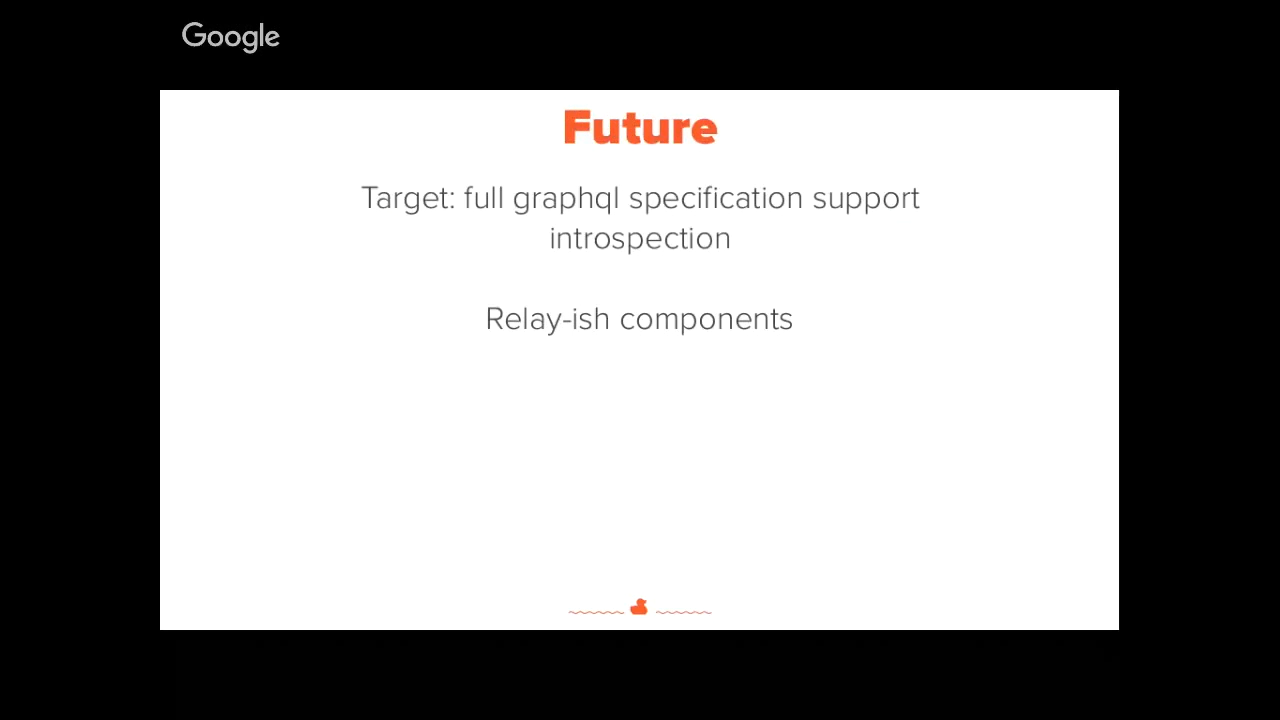 Google
Future
Target: full graphql specification support
introspection
Relay-ish components